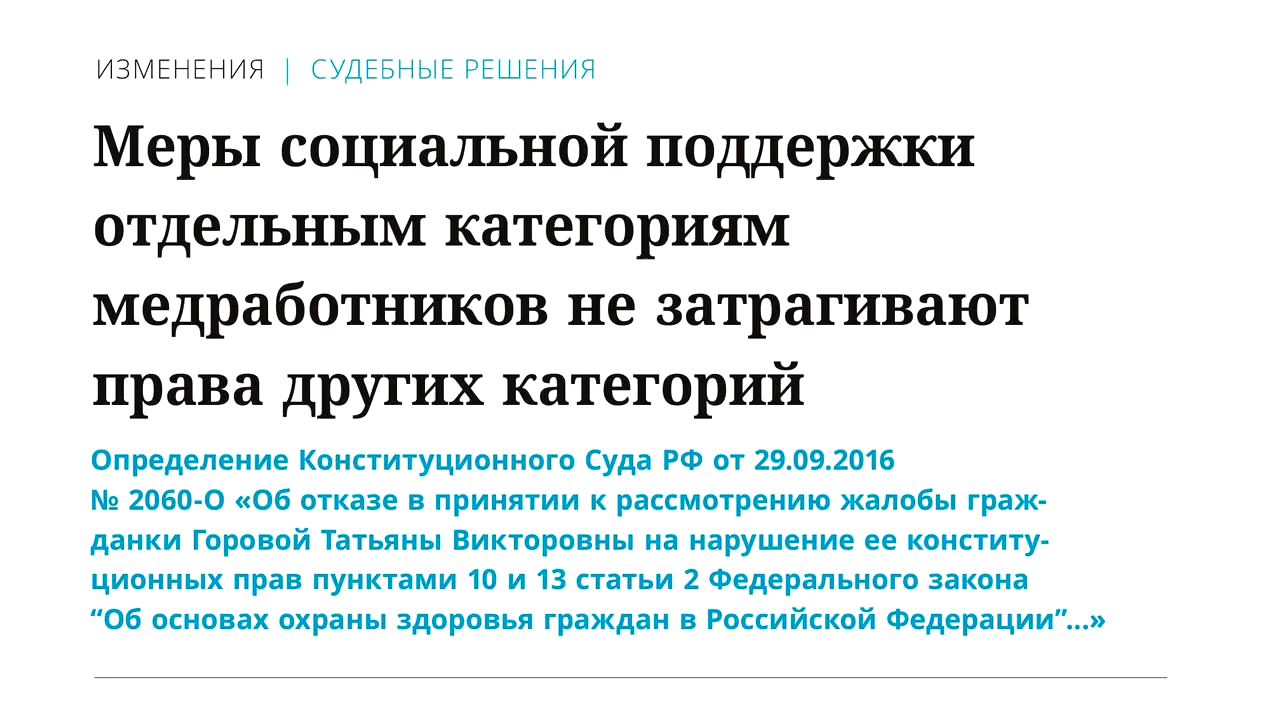 ИЗМЕНЕНИЯ | СУДЕБНЫЕ РЕШЕНИЯ
Меры социальной поддержки
отдельным категориям
медработников не затрагивают
права других категорий
Определение Конституционного Суда РФ от 29.09.2016
№ 2060-О «Об отказе в принятии к рассмотрению жалобы граж-
данки Горовой Татьяны Викторовны на нарушение ее конститу-
ционных прав пунктами 10 и 13 статьи 2 Федерального закона
“Об основах охраны здоровья граждан в Российской Федерации”...»